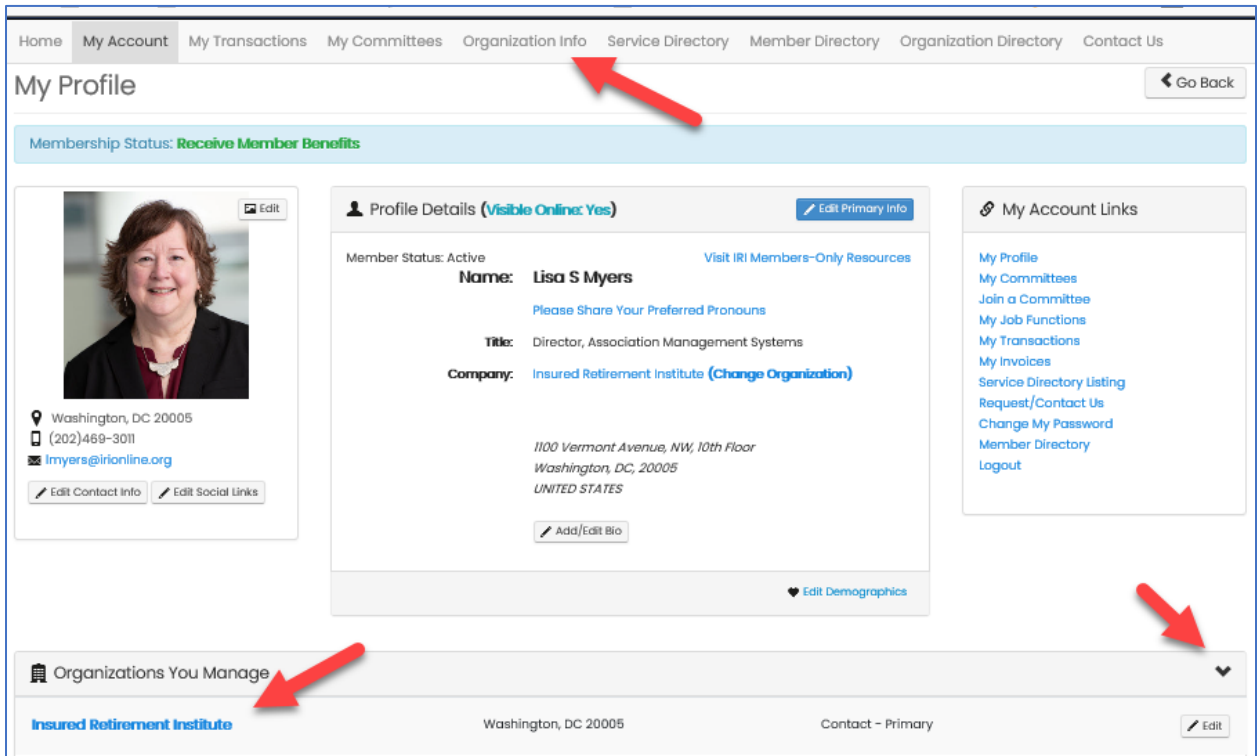 Home My Account My Transactions My Committees Organization Info Service Directory Member Directory Organization Directory Contact Us
My Profile
Go Back
Membership Status: Receive Member Benefits
Edit
Washington, DC 20005
(202)469-3011
lmyers@irionline.org
Edit Contact Info Edit Social Links
Profile Details (Visible Online: Yes)
Edit Primary Info
Member Status: Active
Visit IRI Members-Only Resources
Name: Lisa S Myers
Please Share Your Preferred Pronouns
Title: Director, Association Management Systems
Company: Insured Retirement Institute (Change Organization)
1100 Vermont Avenue, NW, 10th Floor
Washington, DC, 20005
UNITED STATES
Add/Edit Bio
Edit Demographics
My Account Links
My Profile
My Committees
Join a Committee
My Job Functions
My Transactions
My Invoices
Service Directory Listing
Request/Contact Us
Change My Password
Member Directory
Logout
Organizations You Manage
Insured Retirement Institute Washington, DC 20005 Contact - Primary Edit